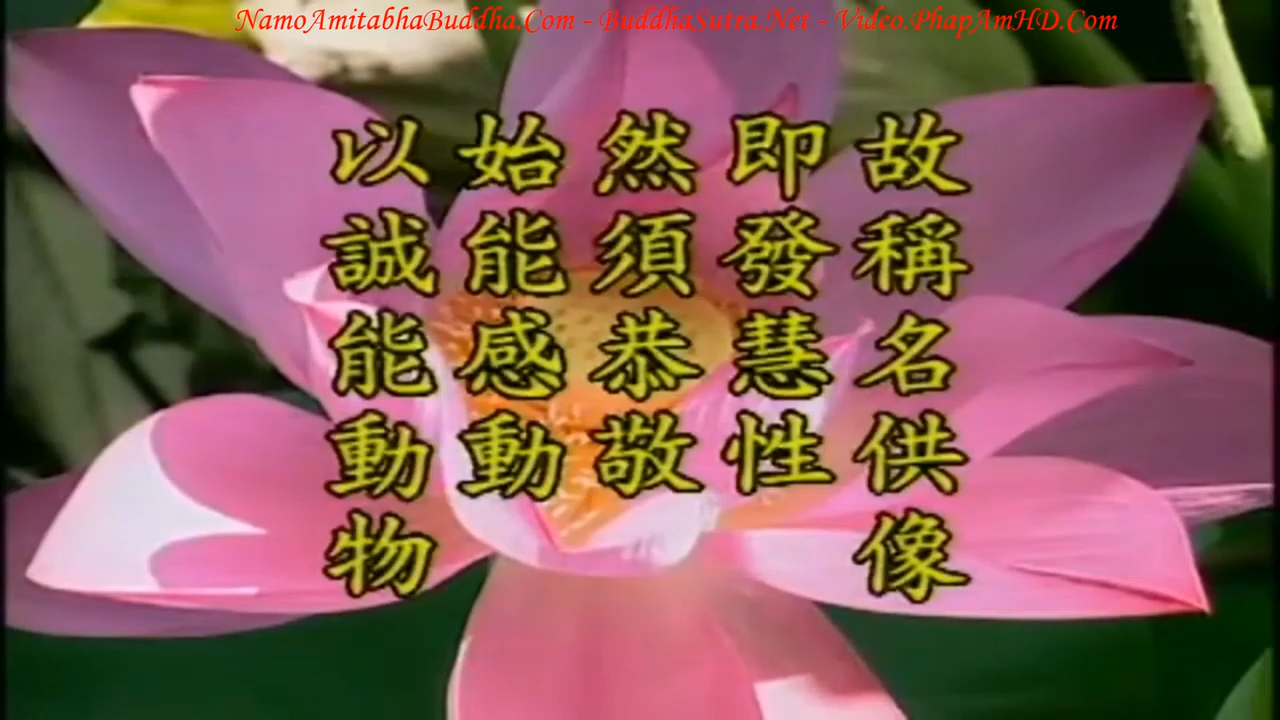 NamoAmitabhaBuddha.Com - BuddhaSutra.Net - Video.PhapAmHD.Com
故稱名供像
即發慧性
然須恭敬
始能感動
以誠能動物